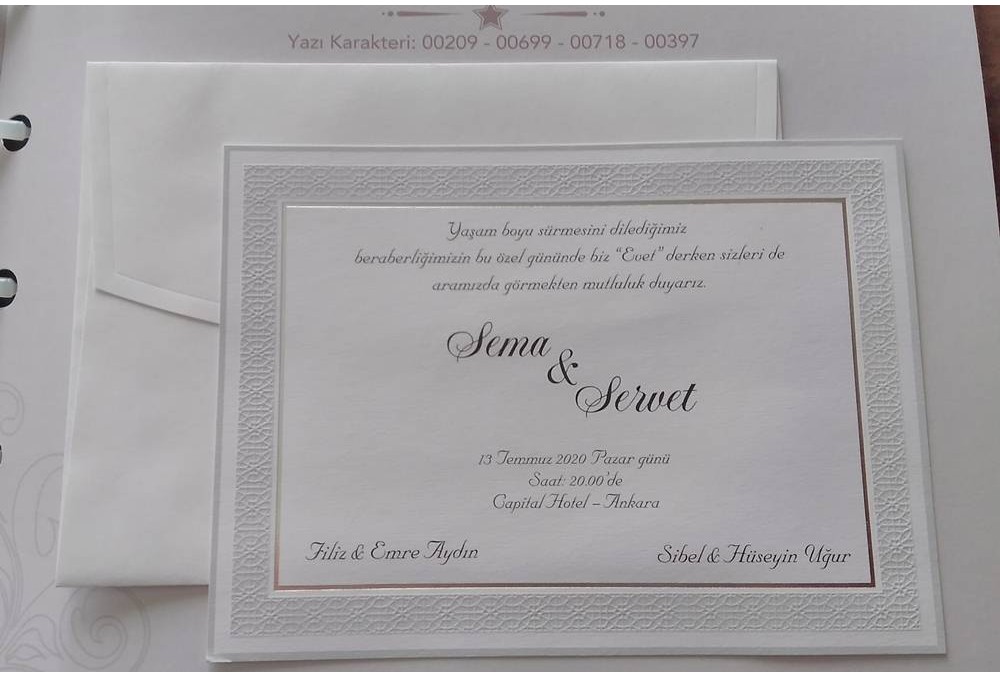 Yazı Karakteri: 00209 - 00699 - 00718 - 00397
Yaşam boyu sürmesini dilediğimiz
beraberliğimizin bu özel gününde biz “Evet” derken sizleri de
aramızda görmekten mutluluk duyarız.
Sema
&
Servet
13 Temmuz 2020 Pazar günü
Saat: 20.00'de
Capital Hotel – Ankara
Filiz & Emre Aydın
Sibel & Hüseyin Uğur